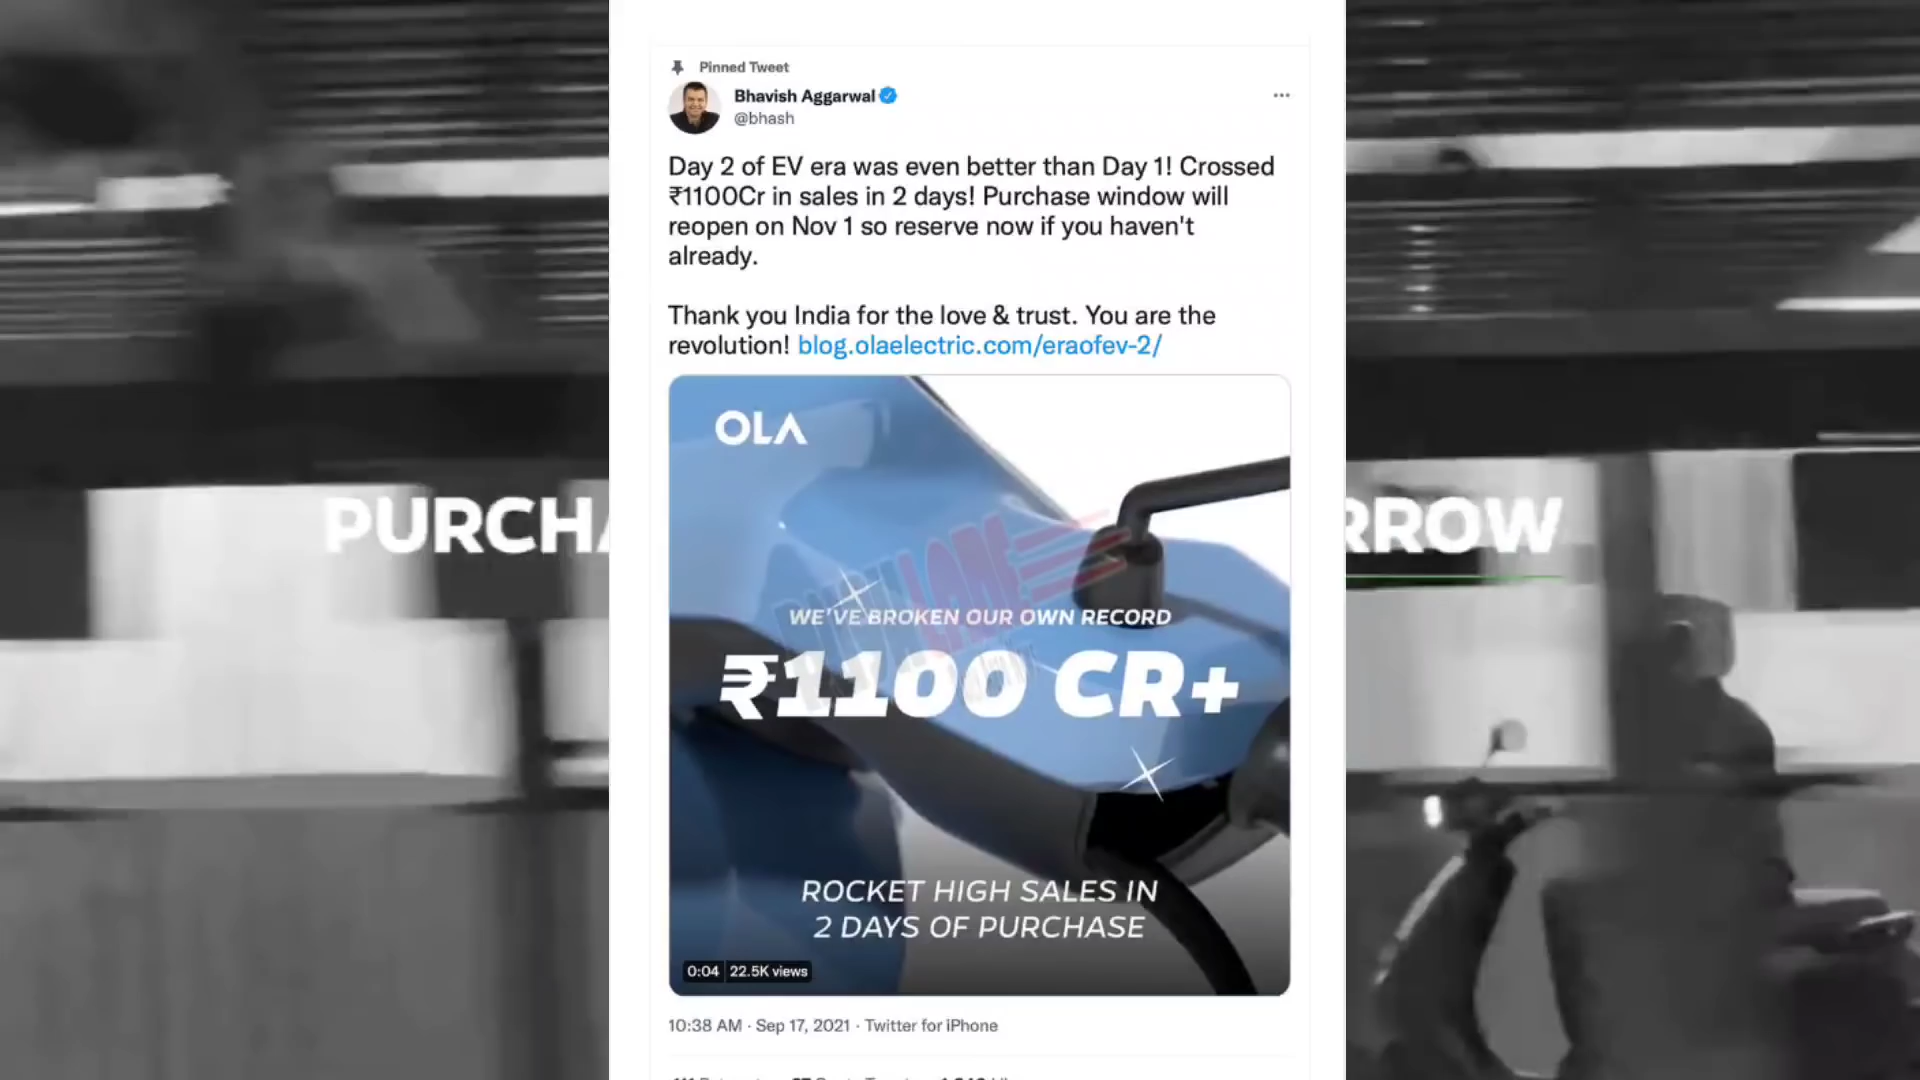 Pinned Tweet
Bhavish Aggarwal
@bhash
Day 2 of EV era was even better than Day 1! Crossed
₹1100Cr in sales in 2 days! Purchase window will
reopen on Nov 1 so reserve now if you haven't
already.
Thank you India for the love & trust. You are the
revolution! blog.olaelectric.com/eraofev-2/
OLA
WE'VE BROKEN OUR OWN RECORD
₹1100 CR+
ROCKET HIGH SALES IN
2 DAYS OF PURCHASE
0:04 22.5K views
10:38 AM · Sep 17, 2021 · Twitter for iPhone
PURCHA
RROW